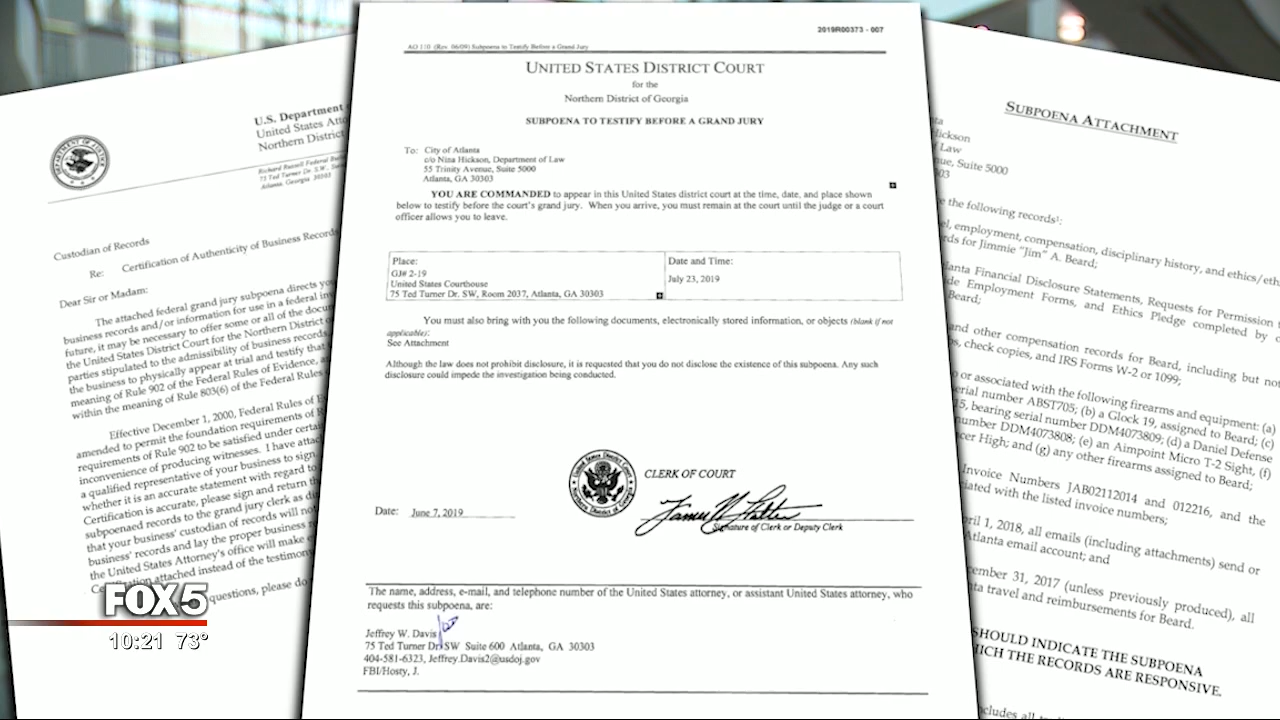 U.S. Department
United States Atto
Northern District
Richard Russell Federal Buil
75 Ted Turner Dr. S.W., Suite
Atlanta, Georgia 30303
DEPARTMENT OF JUSTICE
Custodian of Records
Re: Certification of Authenticity of Business Records
Dear Sir or Madam:
The attached federal grand jury subpoena directs yo
business records and/or information for use in a federal inv
future, it may be necessary to offer some or all of the docum
the United States District Court for the Northern District o
parties stipulated to the admissibility of business records,
the business to physically appear at trial and testify that
meaning of Rule 902 of the Federal Rules of Evidence, a
within the meaning of Rule 803(6) of the Federal Rules
Effective December 1, 2000, Federal Rules of E
amended to permit the foundation requirements of
requirements of Rule 902 to be satisfied under certai
inconvenience of producing witnesses. I have attac
a qualified representative of your business to sign
whether it is an accurate statement with regard to
Certification is accurate, please sign and return th
subpoenaed records to the grand jury clerk as di
that your business' custodian of records will not
business' records and lay the proper business r
the United States Attorney's office will make
attached instead of the testimon
questions, please do
2019R00373 - 007
AO 110 (Rev. 06/09) Subpoena to Testify Before a Grand Jury
UNITED STATES DISTRICT COURT
for the
Northern District of Georgia
SUBPOENA TO TESTIFY BEFORE A GRAND JURY
To: City of Atlanta
c/o Nina Hickson, Department of Law
55 Trinity Avenue, Suite 5000
Atlanta, GA 30303
YOU ARE COMMANDED to appear in this United States district court at the time, date, and place shown
below to testify before the court's grand jury. When you arrive, you must remain at the court until the judge or a court
officer allows you to leave.
Place:
GJ# 2-19
United States Courthouse
75 Ted Turner Dr. SW, Room 2037, Atlanta, GA 30303
Date and Time:
July 23, 2019
You must also bring with you the following documents, electronically stored information, or objects (blank if not
applicable):
See Attachment
Although the law does not prohibit disclosure, it is requested that you do not disclose the existence of this subpoena. Any such
disclosure could impede the investigation being conducted.
CLERK OF COURT
Date: June 7, 2019
Signature of Clerk or Deputy Clerk
The name, address, e-mail, and telephone number of the United States attorney, or assistant United States attorney, who
requests this subpoena, are:
Jeffrey W. Davis
75 Ted Turner Dr. SW Suite 600 Atlanta, GA 30303
404-581-6323, Jeffrey.Davis2@usdoj.gov
FBI/Hosty, J.
SUBPOENA ATTACHMENT
nta
Hickson
Law
nue, Suite 5000
303
e the following records¹:
el, employment, compensation, disciplinary history, and ethics/eth
rds for Jimmie "Jim" A. Beard;
lanta Financial Disclosure Statements, Requests for Permission
de Employment Forms, and Ethics Pledge completed by o
Beard;
and other compensation records for Beard, including but not
s, check copies, and IRS Forms W-2 or 1099;
o or associated with the following firearms and equipment: (a)
erial number ABST705; (b) a Glock 19, assigned to Beard; (c)
15, bearing serial number DDM4073809; (d) a Daniel Defense
number DDM4073808; (e) an Aimpoint Micro T-2 Sight, (f)
cer High; and (g) any other firearms assigned to Beard;
Invoice Numbers JAB02112014 and 012216, and the
ciated with the listed invoice numbers;
pril 1, 2018, all emails (including attachments) send or
Atlanta email account; and
cember 31, 2017 (unless previously produced), all
ta travel and reimbursements for Beard.
SHOULD INDICATE THE SUBPOENA
HICH THE RECORDS ARE RESPONSIVE.
ncludes all
FOX 5
10:21 73°